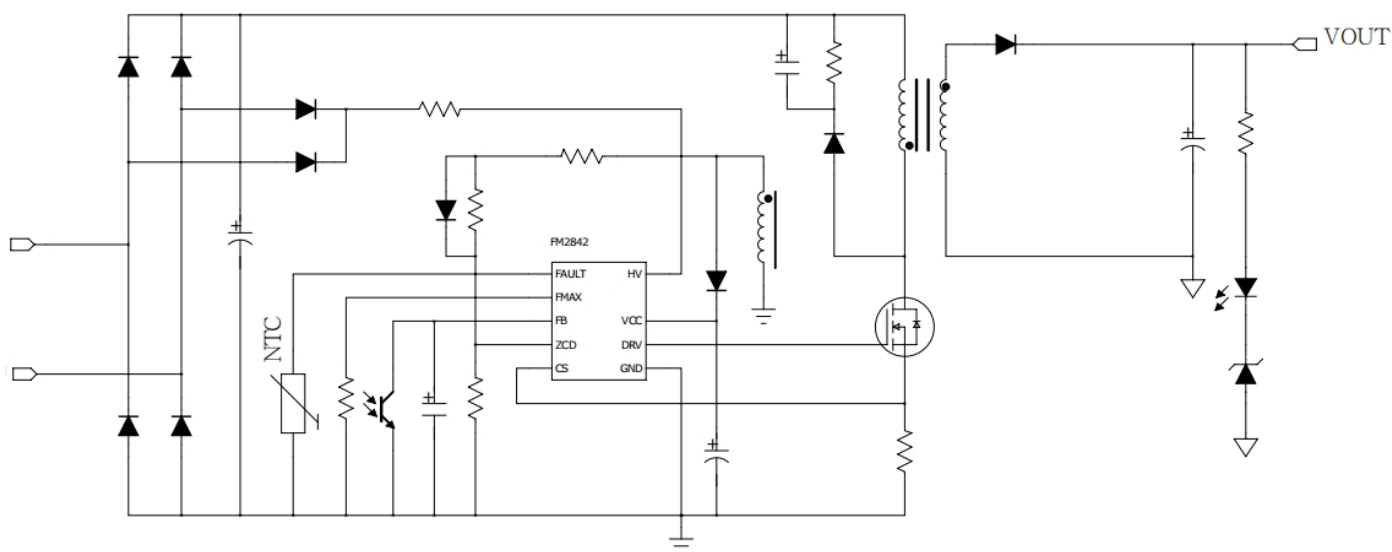 VOUT
FM2842
FAULT HV
FMAX
FB VCC
ZCD DRV
CS GND
NTC